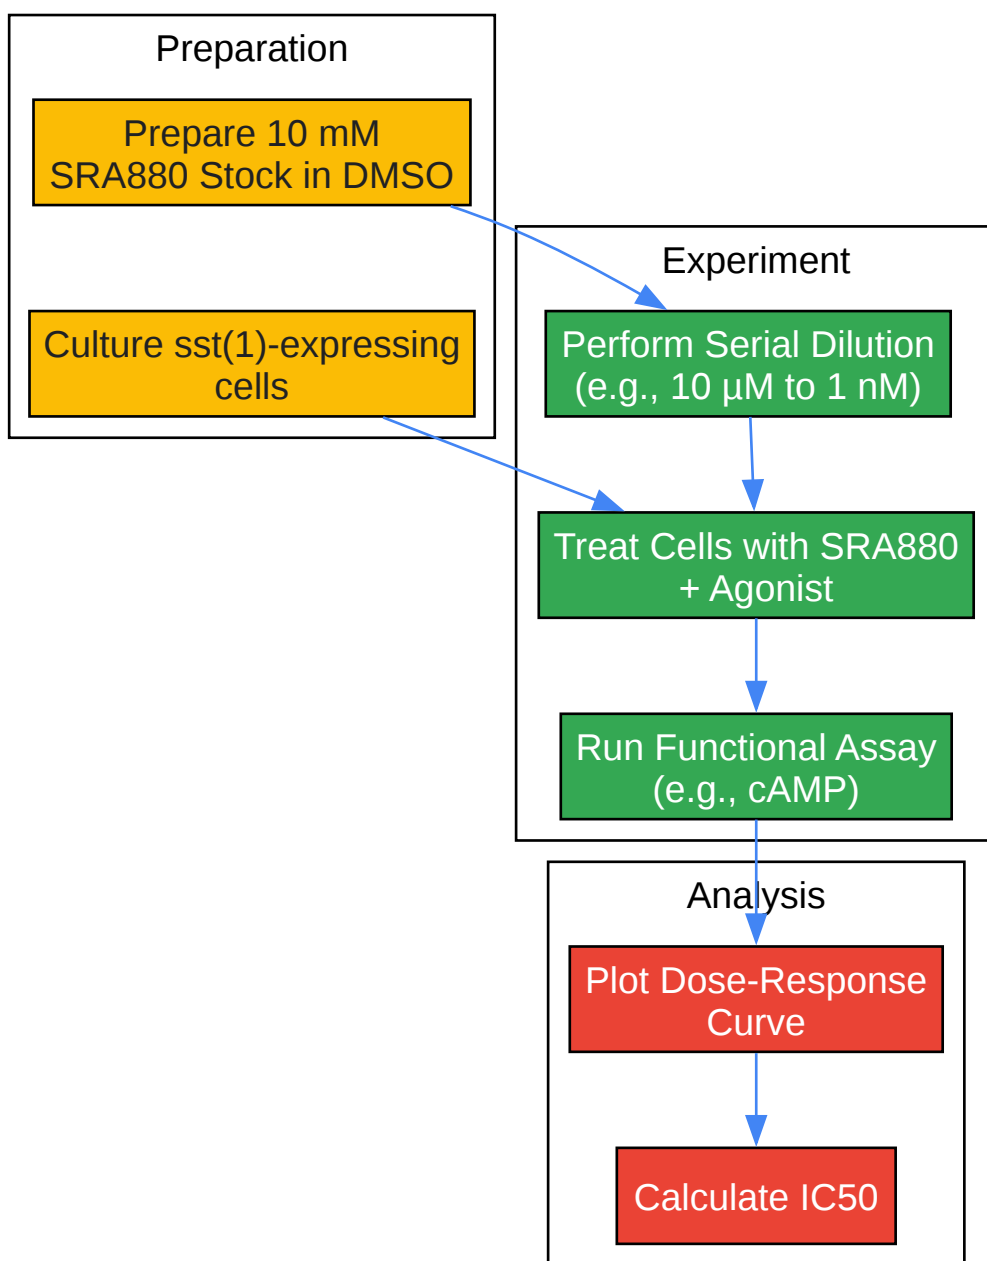 Preparation
Prepare 10 mM
SRA880 Stock in DMSO
Culture sst(1)-expressing
cells
Experiment
Perform Serial Dilution
(e.g., 10 µM to 1 nM)
Treat Cells with SRA880
+ Agonist
Run Functional Assay
(e.g., cAMP)
Analysis
Plot Dose-Response
Curve
Calculate IC50